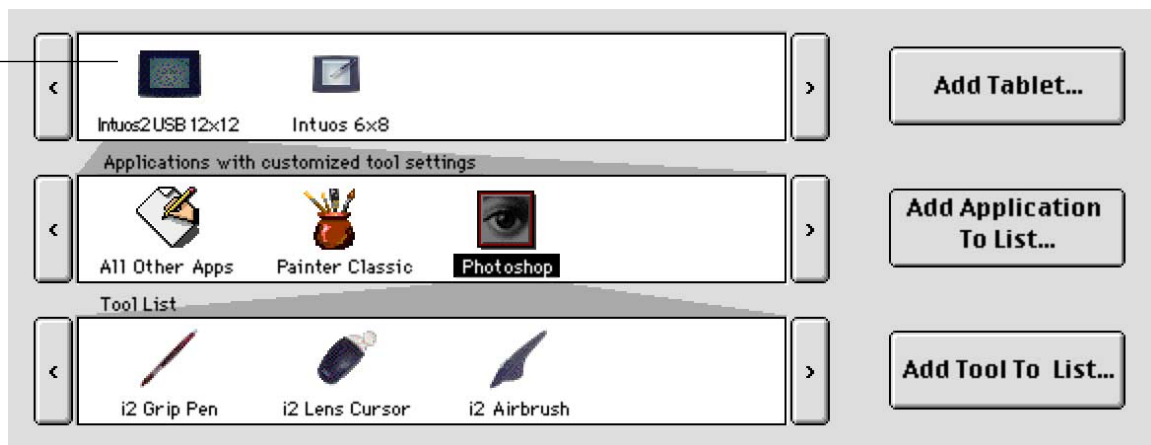 <
>
Add Tablet...
Intuos2 USB 12x12
Intuos 6x8
Applications with customized tool settings
<
>
Add Application
To List...
All Other Apps
Painter Classic
Photoshop
Tool List
<
>
Add Tool To List...
i2 Grip Pen
i2 Lens Cursor
i2 Airbrush